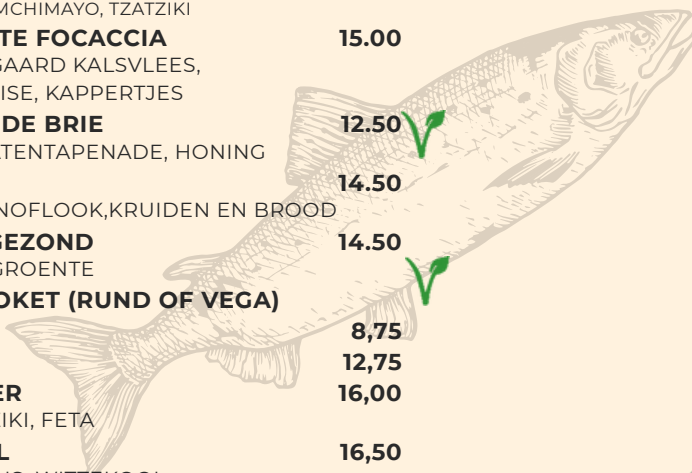 MCHIMAYO, TZATZIKI
TE FOCACCIA 15.00
GAARD KALSVLEES,
ISE, KAPPERTJES
DE BRIE 12.50
TENTAPENADE, HONING
14.50
NOFLOOK,KRUIDEN EN BROOD
GEZOND 14.50
GROENTE
OKET (RUND OF VEGA)
8,75
12,75
ER 16,00
IKI, FETA
L 16,50